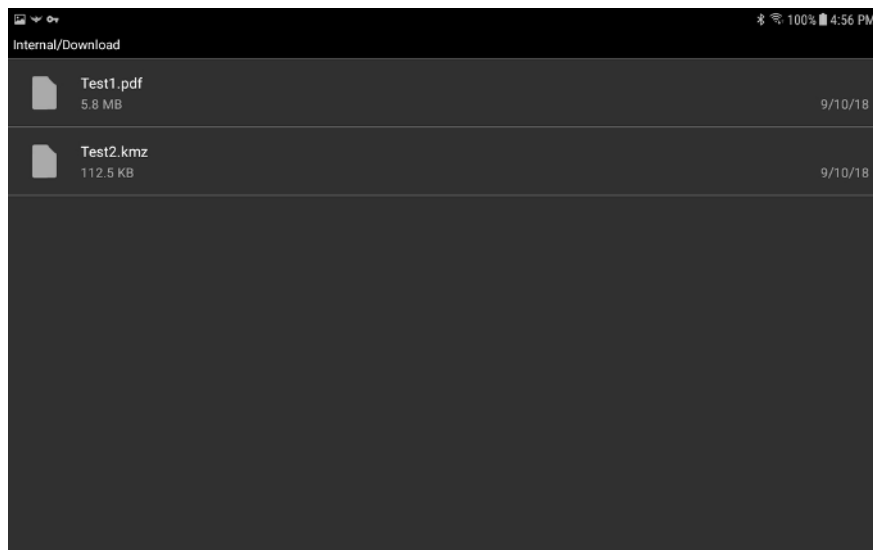 100% 4:56 PM
Internal/Download
Test1.pdf
5.8 MB
9/10/18
Test2.kmz
112.5 KB
9/10/18